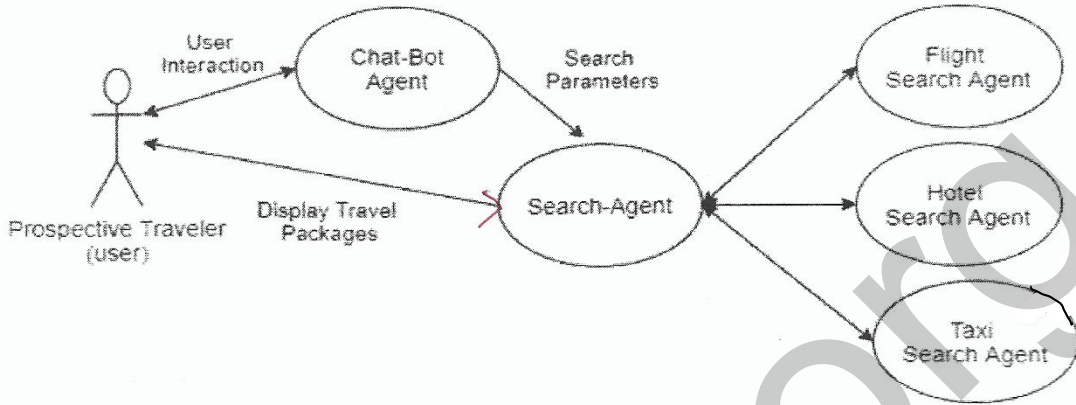 User
Interaction
Chat-Bot
Agent
Search
Parameters
Flight
Search Agent
Search-Agent
Hotel
Search Agent
Display Travel
Packages
Prospective Traveler
(user)
Taxi
Search Agent
org